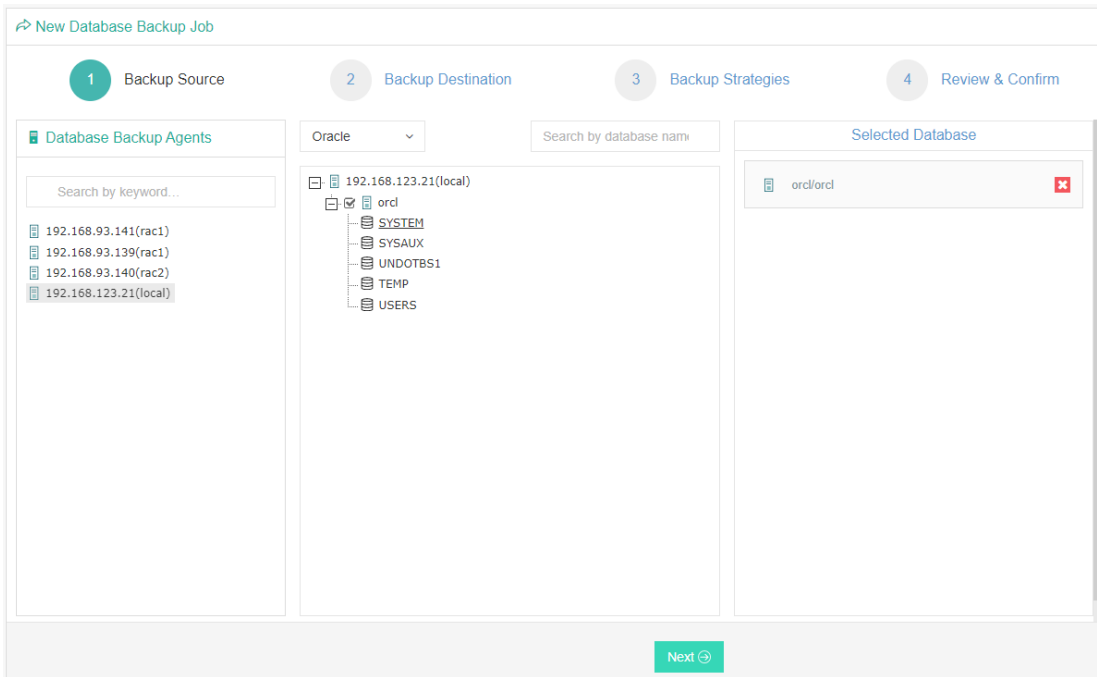 New Database Backup Job
1 Backup Source
2 Backup Destination
3 Backup Strategies
4 Review & Confirm
Database Backup Agents
Search by keyword...
192.168.93.141(rac1)
192.168.93.139(rac1)
192.168.93.140(rac2)
192.168.123.21(local)
Oracle
Search by database name
192.168.123.21(local)
orcl
SYSTEM
SYSAUX
UNDOTBS1
TEMP
USERS
Selected Database
orcl/orcl
Next